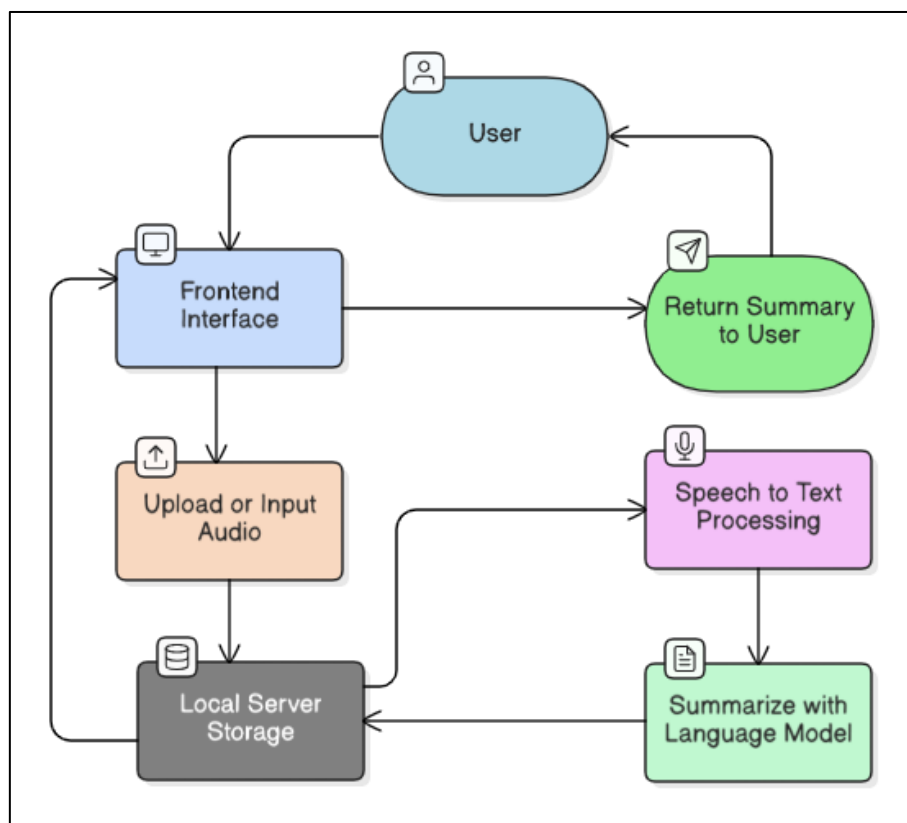 User
Frontend
Interface
Return Summary
to User
Upload or Input
Audio
Speech to Text
Processing
Local Server
Storage
Summarize with
Language Model